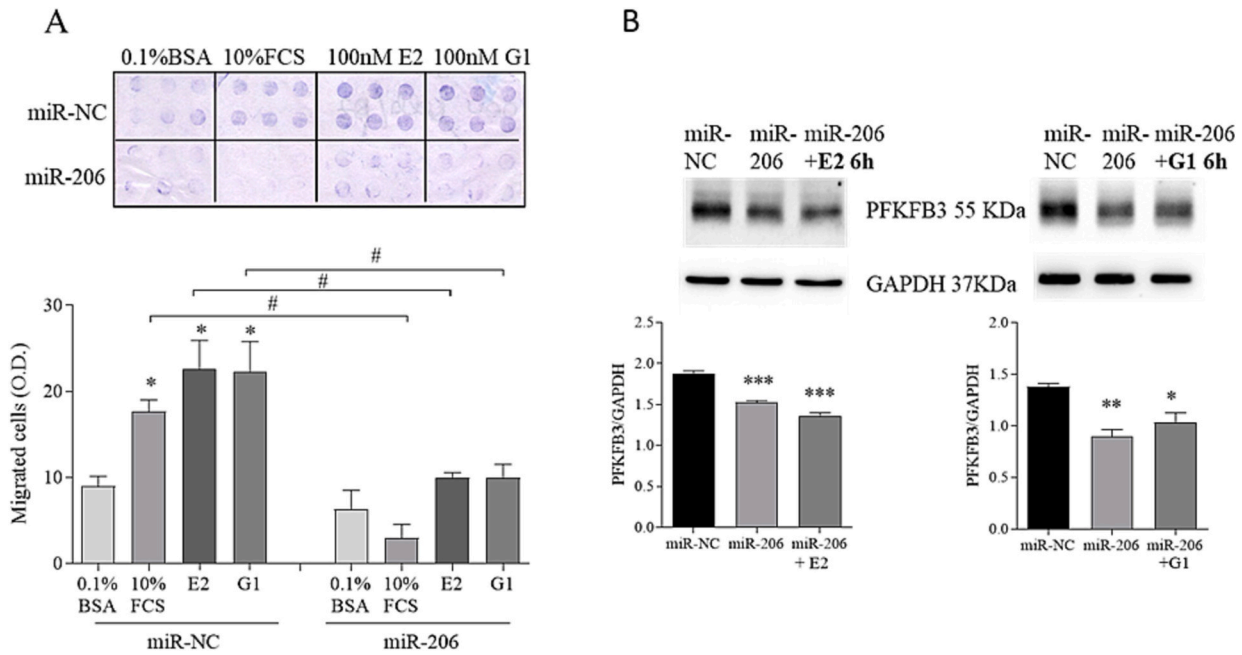 A
0.1%BSA 10%FCS 100nM E2 100nM G1
miR-NC
miR-206
#
#
#
30
20
10
0
Migrated cells (O.D.)
*
*
*
0.1% BSA
10% FCS
E2
G1
0.1% BSA
10% FCS
E2
G1
miR-NC
miR-206
B
miR- miR- miR-206
NC 206 +E2 6h
PFKFB3 55 KDa
GAPDH 37KDa
miR- miR- miR-206
NC 206 +G1 6h
2.5
2.0
1.5
1.0
0.5
0.0
PFKFB3/GAPDH
***
***
miR-NC miR-206 miR-206
+ E2
2.0
1.5
1.0
0.5
0.0
PFKFB3/GAPDH
**
*
miR-NC miR-206 miR-206
+G1